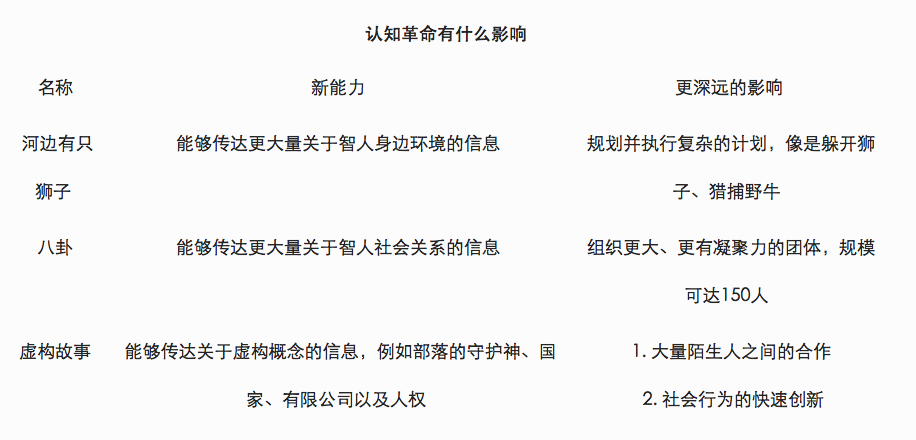 认知革命有什么影响
名称 新能力 更深远的影响
河边有只 能够传达更大量关于智人身边环境的信息 规划并执行复杂的计划，像是躲开狮
狮子 子、猎捕野牛
八卦 能够传达更大量关于智人社会关系的信息 组织更大、更有凝聚力的团体，规模
可达150人
虚构故事 能够传达关于虚构概念的信息，例如部落的守护神、国 1. 大量陌生人之间的合作
家、有限公司以及人权 2. 社会行为的快速创新